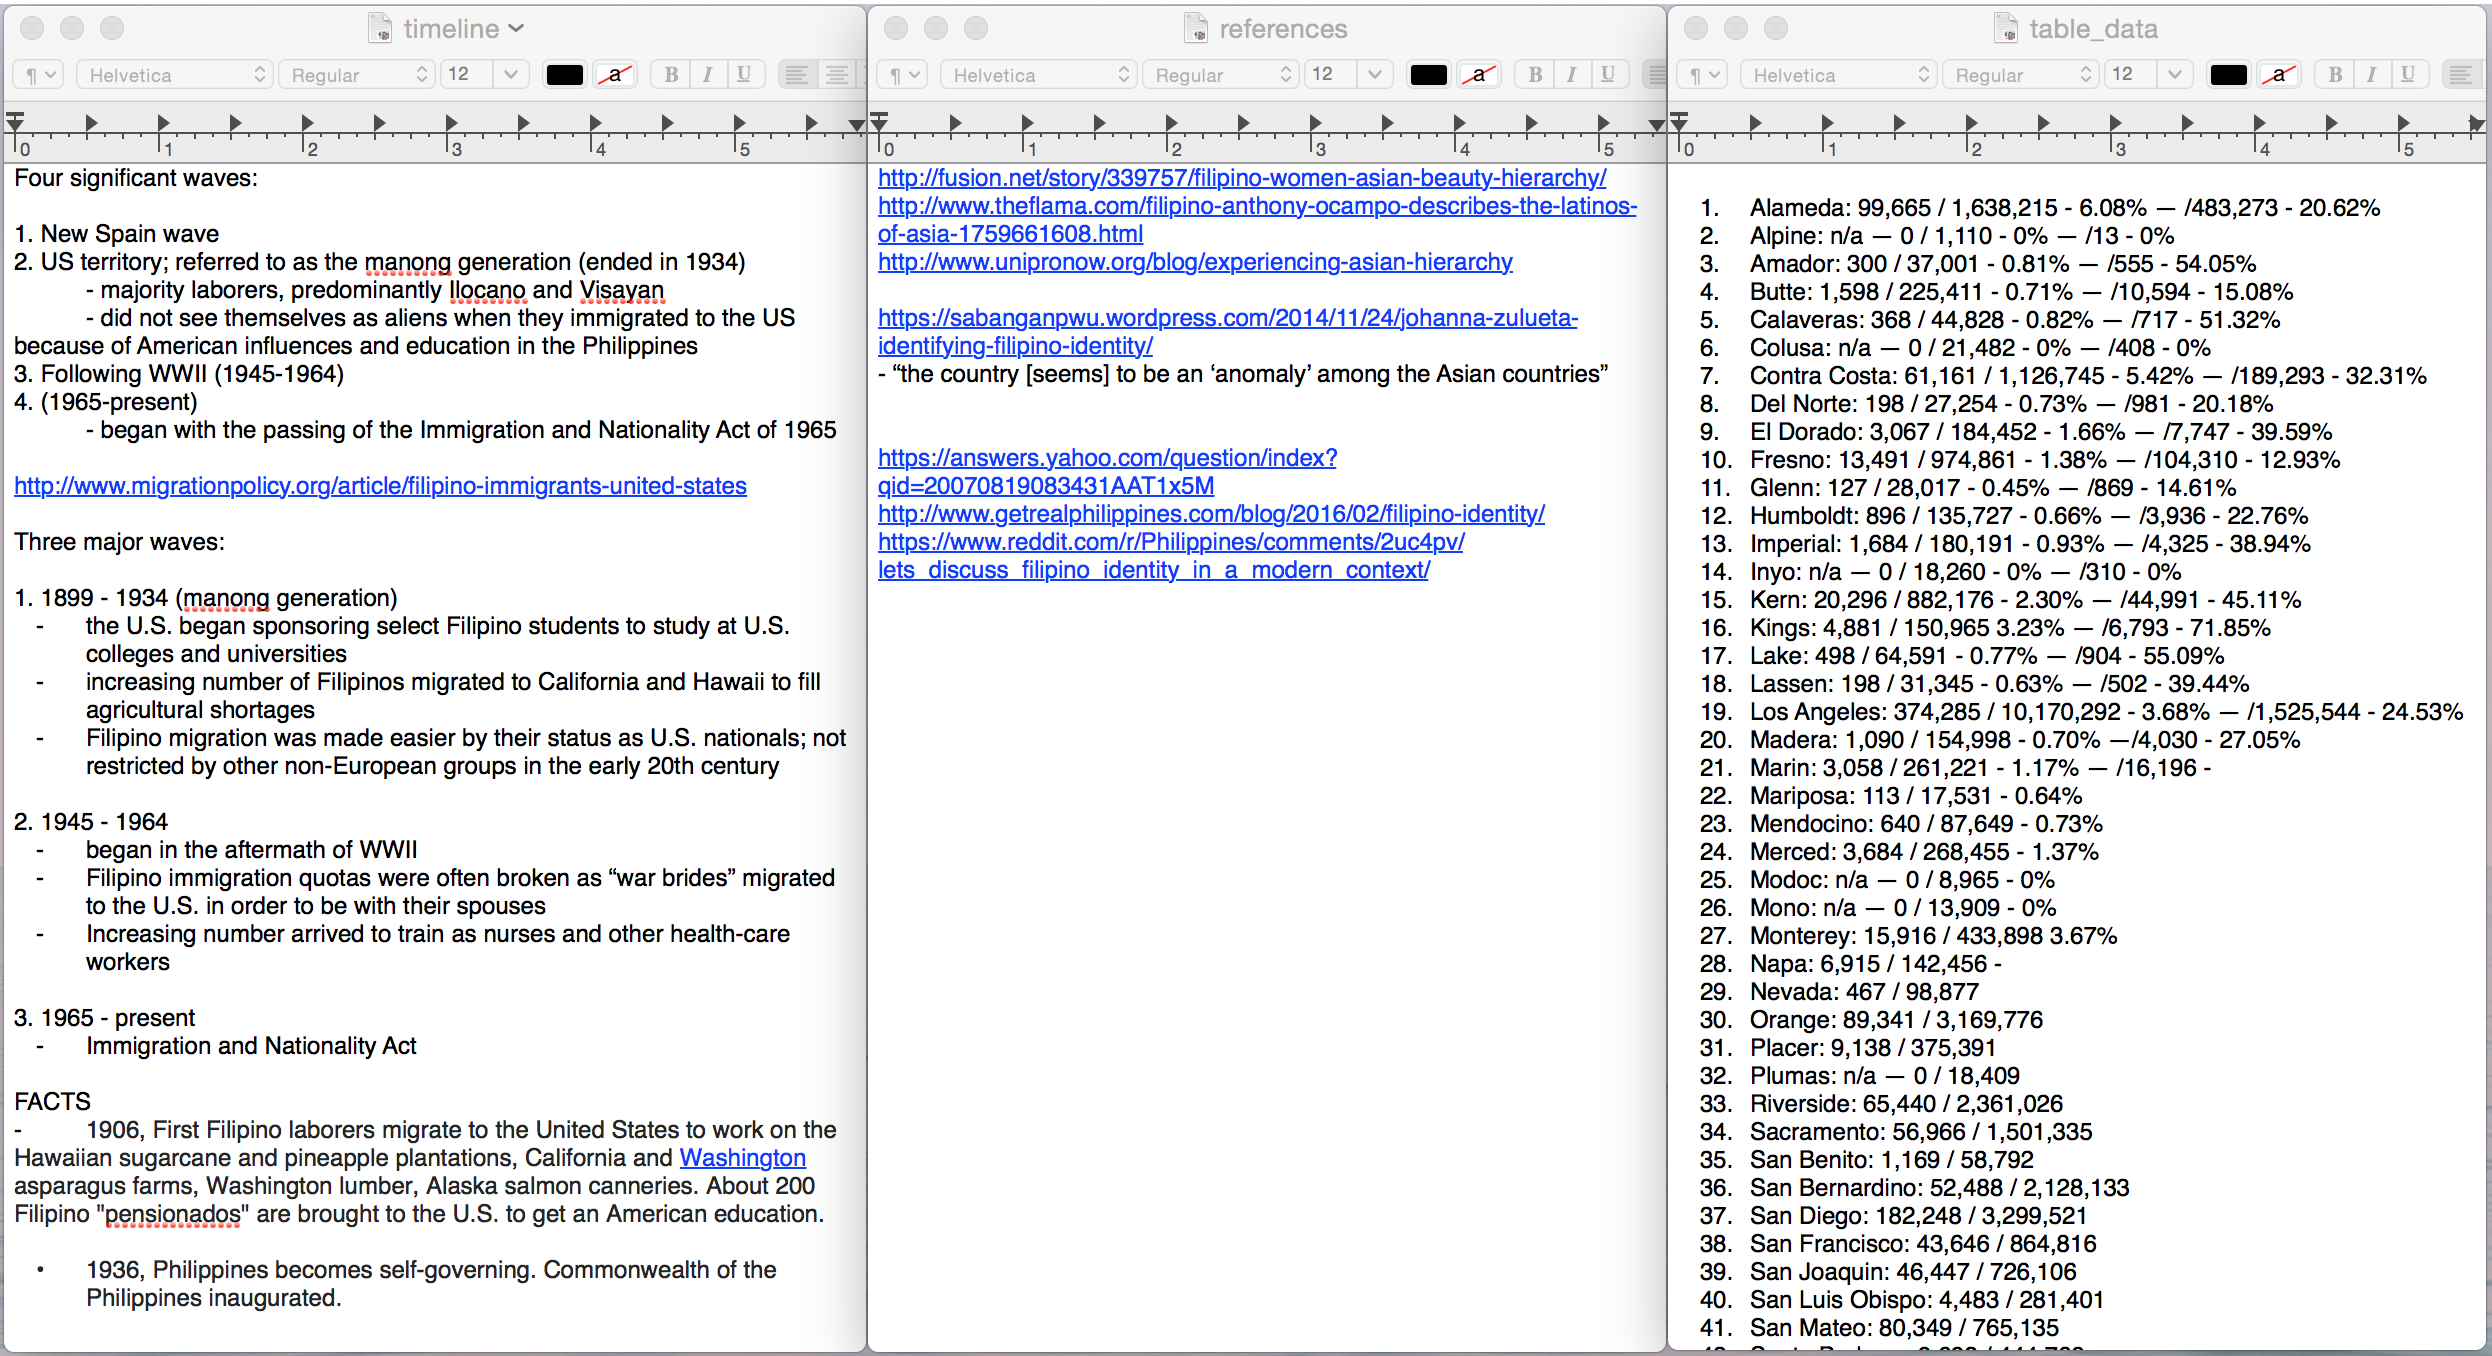 timeline
Helvetica Regular 12 a B I U
0 1 2 3 4 5
Four significant waves:
1. New Spain wave
2. US territory; referred to as the manong generation (ended in 1934)
- majority laborers, predominantly Ilocano and Visayan
- did not see themselves as aliens when they immigrated to the US
because of American influences and education in the Philippines
3. Following WWII (1945-1964)
4. (1965-present)
- began with the passing of the Immigration and Nationality Act of 1965
http://www.migrationpolicy.org/article/filipino-immigrants-united-states
Three major waves:
1. 1899 - 1934 (manong generation)
- the U.S. began sponsoring select Filipino students to study at U.S.
colleges and universities
- increasing number of Filipinos migrated to California and Hawaii to fill
agricultural shortages
- Filipino migration was made easier by their status as U.S. nationals; not
restricted by other non-European groups in the early 20th century
2. 1945 - 1964
- began in the aftermath of WWII
- Filipino immigration quotas were often broken as “war brides” migrated
to the U.S. in order to be with their spouses
- Increasing number arrived to train as nurses and other health-care
workers
3. 1965 - present
- Immigration and Nationality Act
FACTS
- 1906, First Filipino laborers migrate to the United States to work on the
Hawaiian sugarcane and pineapple plantations, California and Washington
asparagus farms, Washington lumber, Alaska salmon canneries. About 200
Filipino "pensionados" are brought to the U.S. to get an American education.
• 1936, Philippines becomes self-governing. Commonwealth of the
Philippines inaugurated.
references
Helvetica Regular 12 a B I U
0 1 2 3 4 5
http://fusion.net/story/339757/filipino-women-asian-beauty-hierarchy/
http://www.theflama.com/filipino-anthony-ocampo-describes-the-latinos-
of-asia-1759661608.html
http://www.unipronow.org/blog/experiencing-asian-hierarchy
https://sabanganpwu.wordpress.com/2014/11/24/johanna-zulueta-
identifying-filipino-identity/
- “the country [seems] to be an ‘anomaly’ among the Asian countries”
https://answers.yahoo.com/question/index?
qid=20070819083431AAT1x5M
http://www.getrealphilippines.com/blog/2016/02/filipino-identity/
https://www.reddit.com/r/Philippines/comments/2uc4pv/
lets_discuss_filipino_identity_in_a_modern_context/
table_data
Helvetica Regular 12 a B I U
0 1 2 3 4 5
1. Alameda: 99,665 / 1,638,215 - 6.08% — /483,273 - 20.62%
2. Alpine: n/a — 0 / 1,110 - 0% — /13 - 0%
3. Amador: 300 / 37,001 - 0.81% — /555 - 54.05%
4. Butte: 1,598 / 225,411 - 0.71% — /10,594 - 15.08%
5. Calaveras: 368 / 44,828 - 0.82% — /717 - 51.32%
6. Colusa: n/a — 0 / 21,482 - 0% — /408 - 0%
7. Contra Costa: 61,161 / 1,126,745 - 5.42% — /189,293 - 32.31%
8. Del Norte: 198 / 27,254 - 0.73% — /981 - 20.18%
9. El Dorado: 3,067 / 184,452 - 1.66% — /7,747 - 39.59%
10. Fresno: 13,491 / 974,861 - 1.38% — /104,310 - 12.93%
11. Glenn: 127 / 28,017 - 0.45% — /869 - 14.61%
12. Humboldt: 896 / 135,727 - 0.66% — /3,936 - 22.76%
13. Imperial: 1,684 / 180,191 - 0.93% — /4,325 - 38.94%
14. Inyo: n/a — 0 / 18,260 - 0% — /310 - 0%
15. Kern: 20,296 / 882,176 - 2.30% — /44,991 - 45.11%
16. Kings: 4,881 / 150,965 3.23% — /6,793 - 71.85%
17. Lake: 498 / 64,591 - 0.77% — /904 - 55.09%
18. Lassen: 198 / 31,345 - 0.63% — /502 - 39.44%
19. Los Angeles: 374,285 / 10,170,292 - 3.68% — /1,525,544 - 24.53%
20. Madera: 1,090 / 154,998 - 0.70% —/4,030 - 27.05%
21. Marin: 3,058 / 261,221 - 1.17% — /16,196 -
22. Mariposa: 113 / 17,531 - 0.64%
23. Mendocino: 640 / 87,649 - 0.73%
24. Merced: 3,684 / 268,455 - 1.37%
25. Modoc: n/a — 0 / 8,965 - 0%
26. Mono: n/a — 0 / 13,909 - 0%
27. Monterey: 15,916 / 433,898 3.67%
28. Napa: 6,915 / 142,456 -
29. Nevada: 467 / 98,877
30. Orange: 89,341 / 3,169,776
31. Placer: 9,138 / 375,391
32. Plumas: n/a — 0 / 18,409
33. Riverside: 65,440 / 2,361,026
34. Sacramento: 56,966 / 1,501,335
35. San Benito: 1,169 / 58,792
36. San Bernardino: 52,488 / 2,128,133
37. San Diego: 182,248 / 3,299,521
38. San Francisco: 43,646 / 864,816
39. San Joaquin: 46,447 / 726,106
40. San Luis Obispo: 4,483 / 281,401
41. San Mateo: 80,349 / 765,135